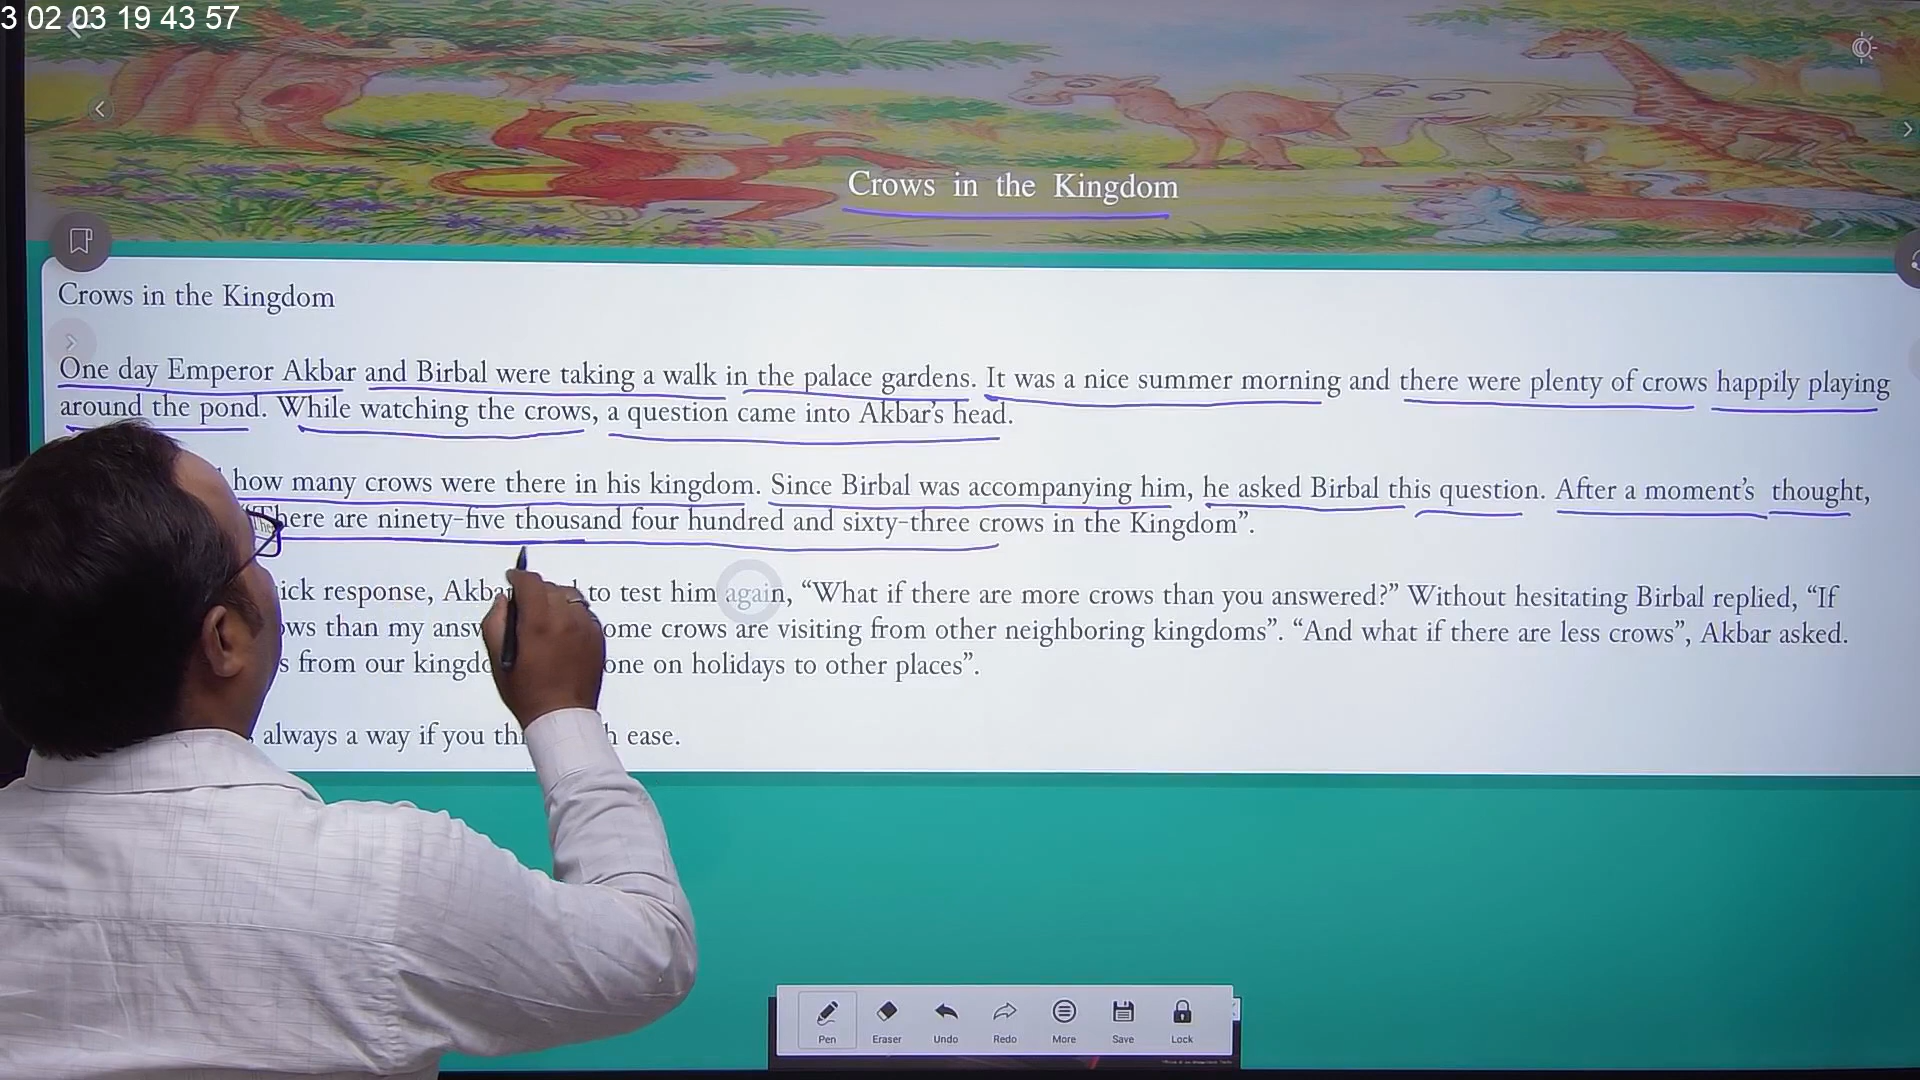 3 02 03 19 43 57
Crows in the Kingdom
Crows in the Kingdom
One day Emperor Akbar and Birbal were taking a walk in the palace gardens. It was a nice summer morning and there were plenty of crows happily playing
around the pond. While watching the crows, a question came into Akbar’s head.
how many crows were there in his kingdom. Since Birbal was accompanying him, he asked Birbal this question. After a moment’s thought,
“There are ninety-five thousand four hundred and sixty-three crows in the Kingdom”.
ick response, Akbar to test him again, “What if there are more crows than you answered?” Without hesitating Birbal replied, “If
ows than my answ ome crows are visiting from other neighboring kingdoms”. “And what if there are less crows”, Akbar asked.
s from our kingdo one on holidays to other places”.
always a way if you thi h ease.
Pen Eraser Undo Redo More Save Lock